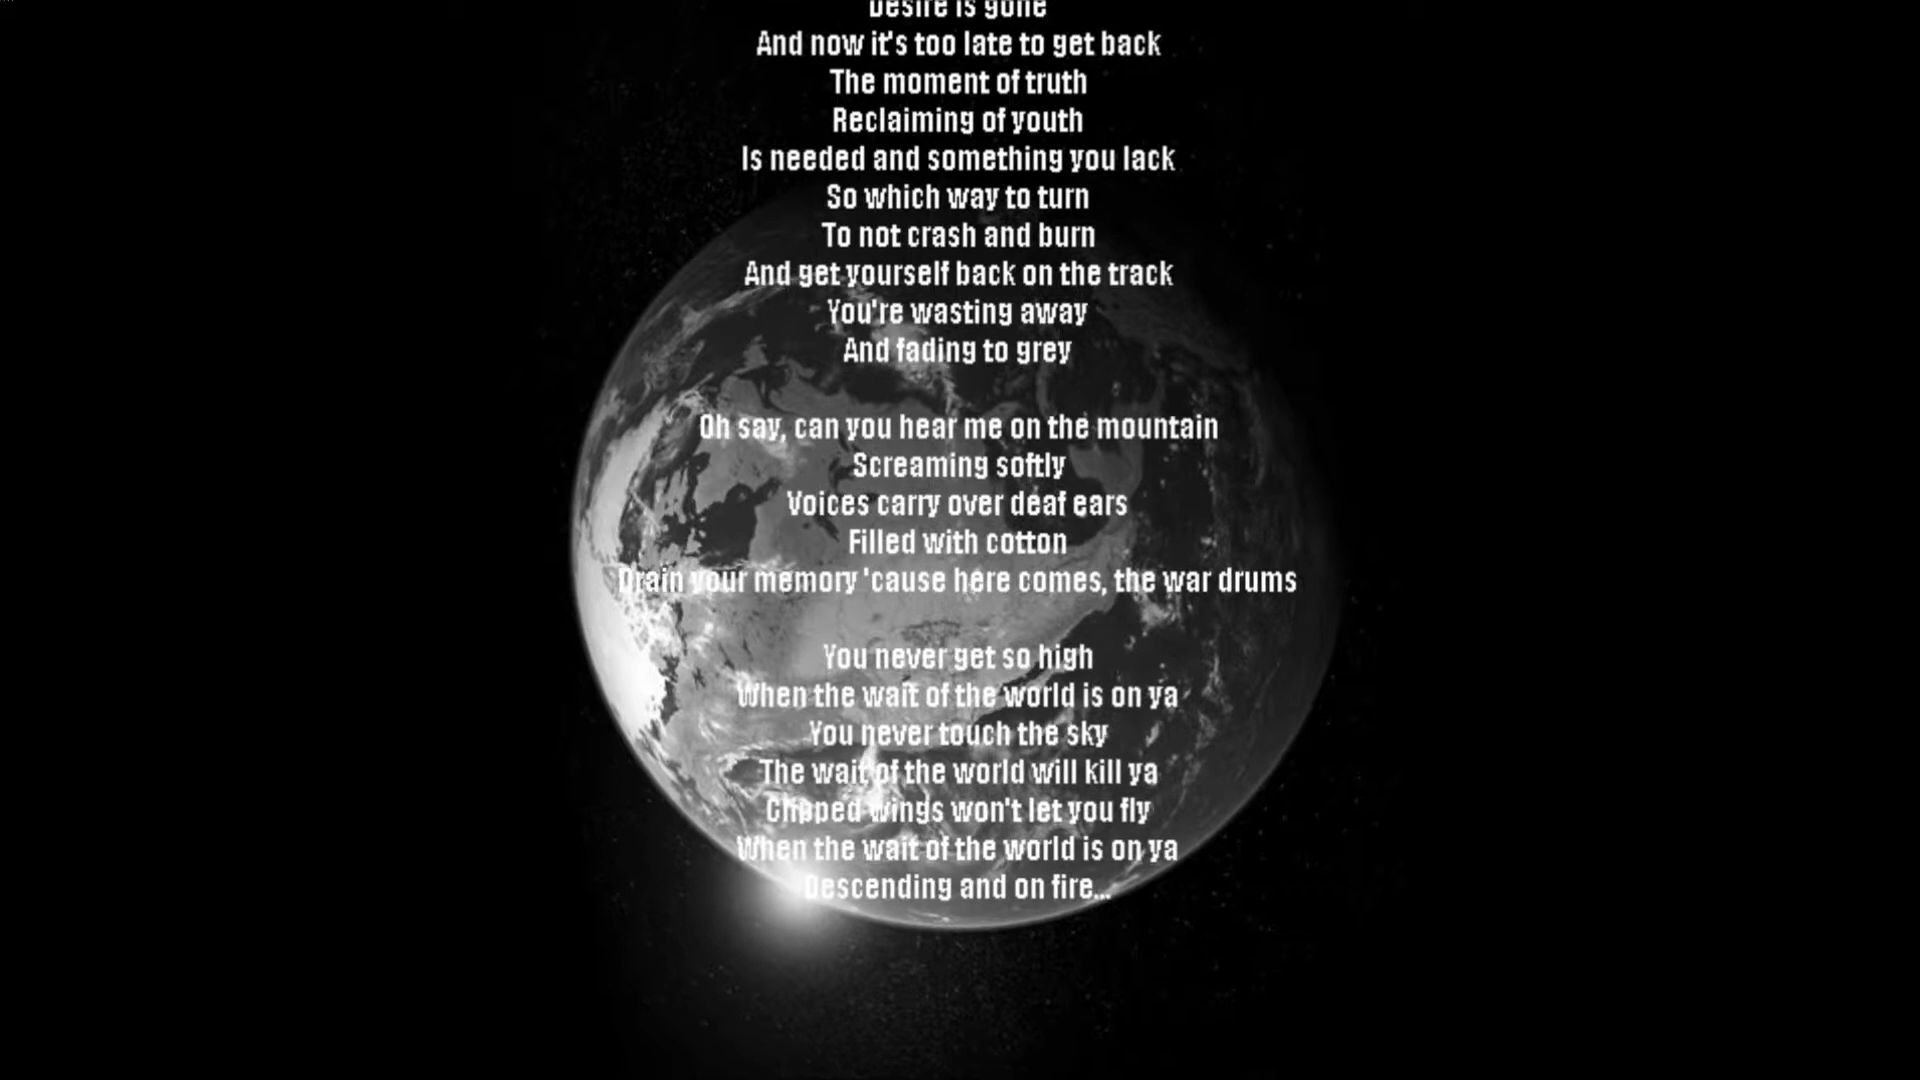 Desire is gone
And now it's too late to get back
The moment of truth
Reclaiming of youth
Is needed and something you lack
So which way to turn
To not crash and burn
And get yourself back on the track
You're wasting away
And fading to grey
Oh say, can you hear me on the mountain
Screaming softly
Voices carry over deaf ears
Filled with cotton
Drain your memory 'cause here comes, the war drums
You never get so high
When the wait of the world is on ya
You never touch the sky
The wait of the world will kill ya
Clipped wings won't let you fly
When the wait of the world is on ya
Descending and on fire...